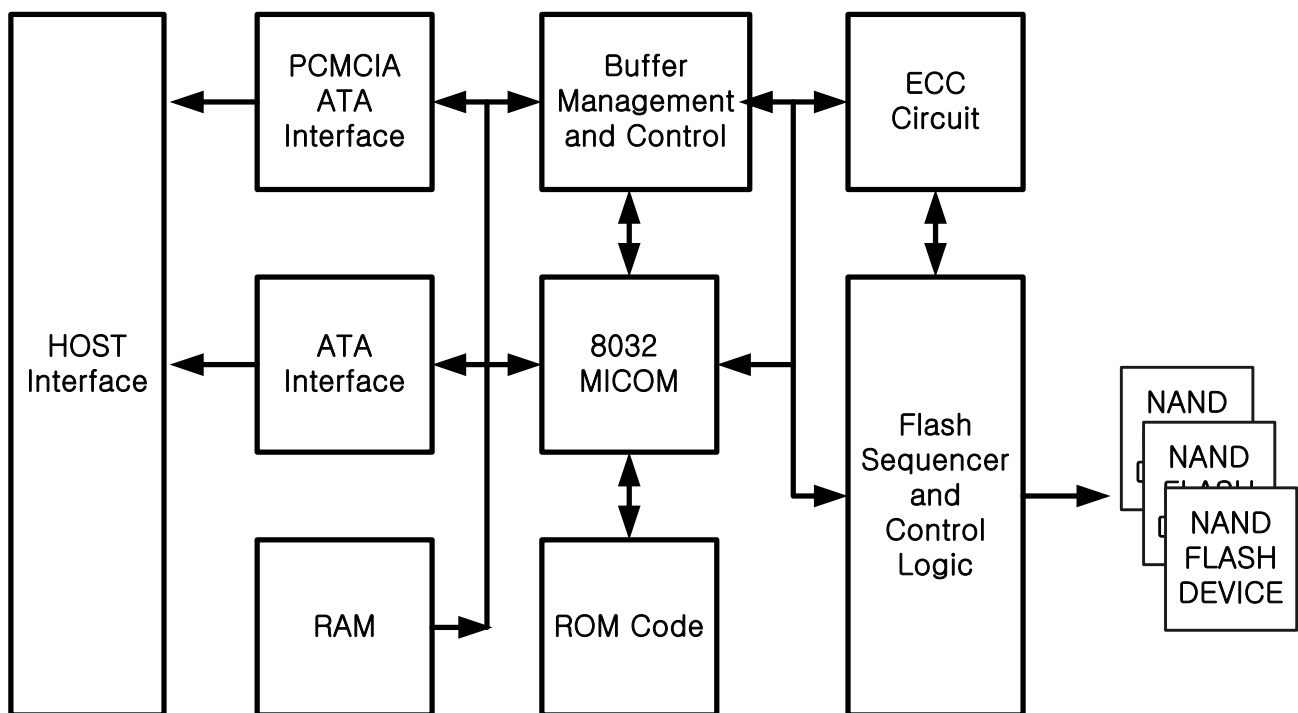 HOST
Interface
PCMCIA
ATA
Interface
Buffer
Management
and Control
ECC
Circuit
ATA
Interface
8032
MICOM
Flash
Sequencer
and
Control
Logic
RAM
ROM Code
NAND
NAND
FLASH
NAND
FLASH
DEVICE